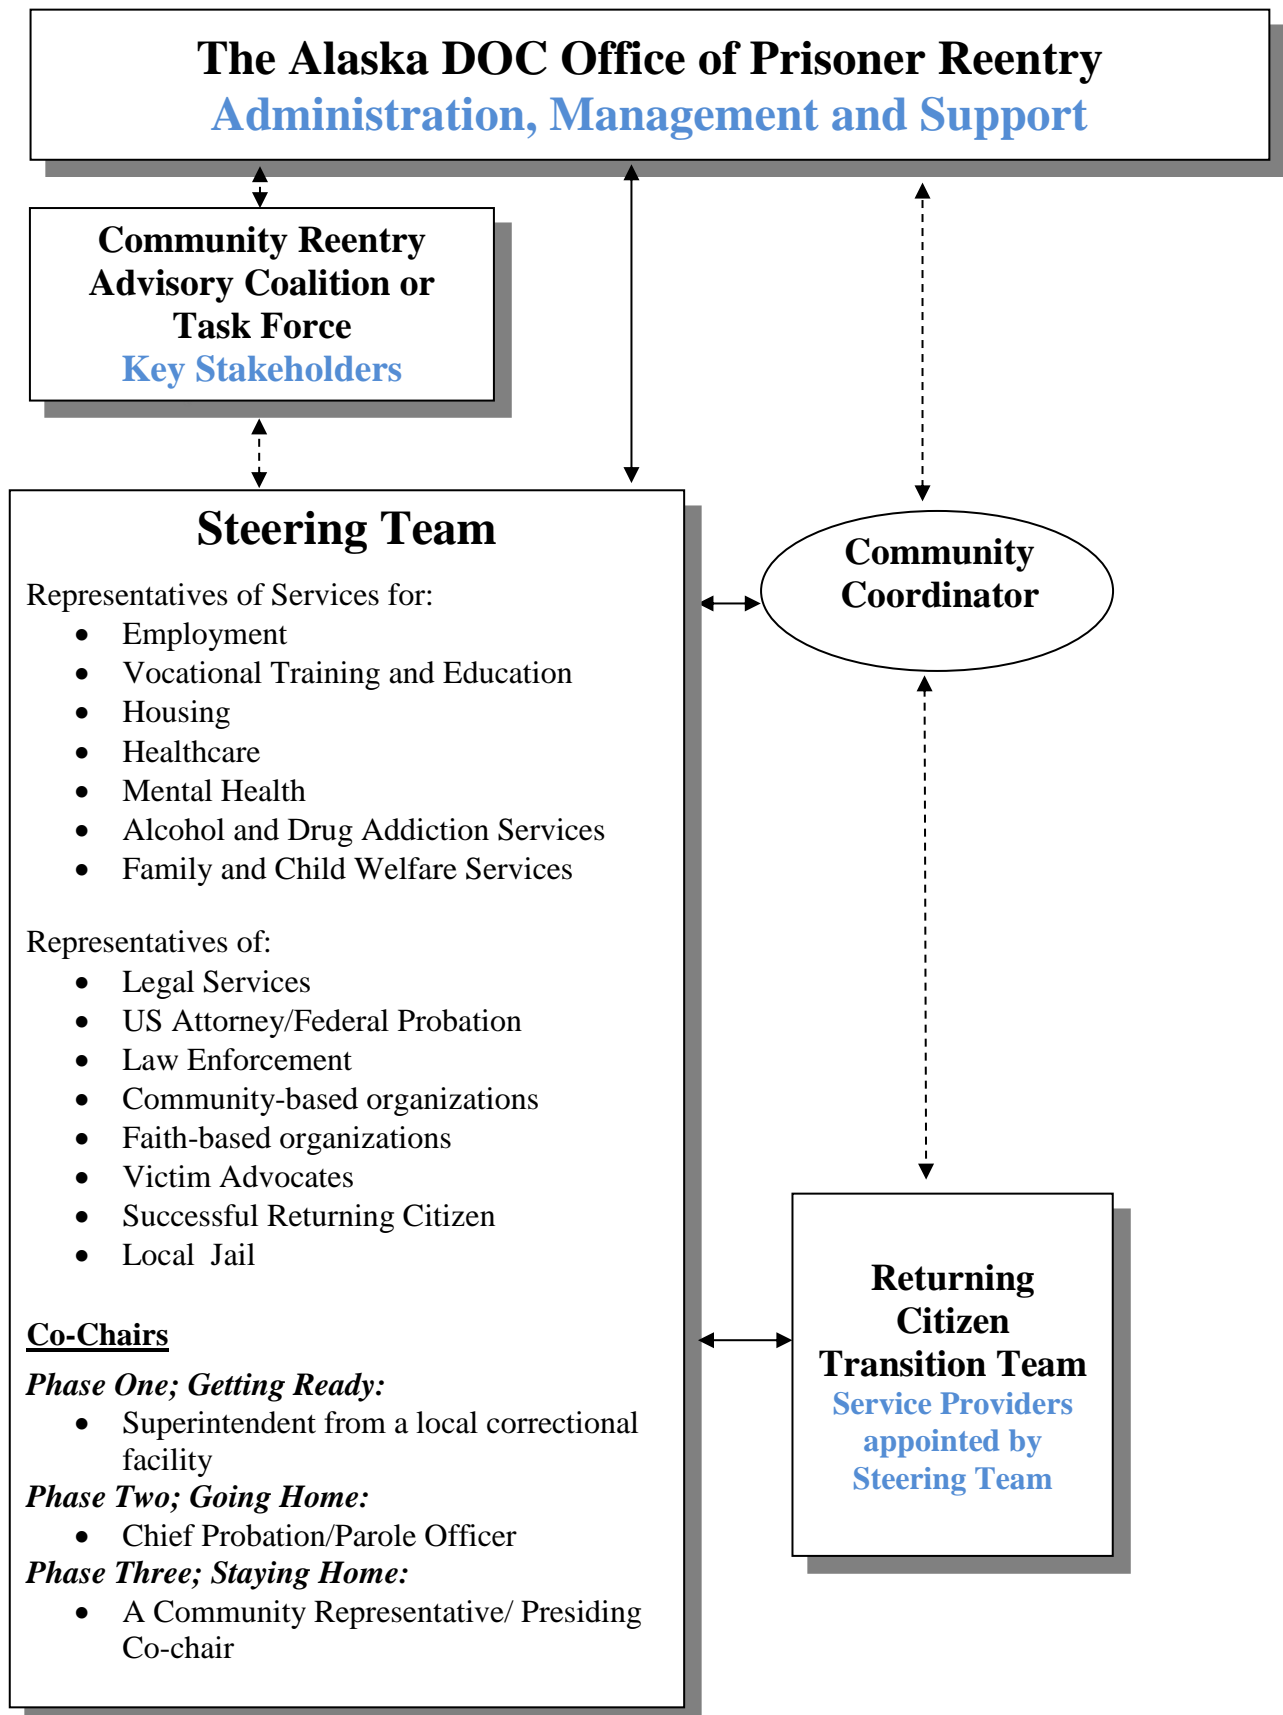 The Alaska DOC Office of Prisoner Reentry
Administration, Management and Support
Community Reentry
Advisory Coalition or
Task Force
Key Stakeholders
Steering Team
Representatives of Services for:
• Employment
• Vocational Training and Education
• Housing
• Healthcare
• Mental Health
• Alcohol and Drug Addiction Services
• Family and Child Welfare Services
Representatives of:
• Legal Services
• US Attorney/Federal Probation
• Law Enforcement
• Community-based organizations
• Faith-based organizations
• Victim Advocates
• Successful Returning Citizen
• Local  Jail
Co-Chairs
Phase One; Getting Ready:
• Superintendent from a local correctional
facility
Phase Two; Going Home:
• Chief Probation/Parole Officer
Phase Three; Staying Home:
• A Community Representative/ Presiding
Co-chair
Community
Coordinator
Returning
Citizen
Transition Team
Service Providers
appointed by
Steering Team